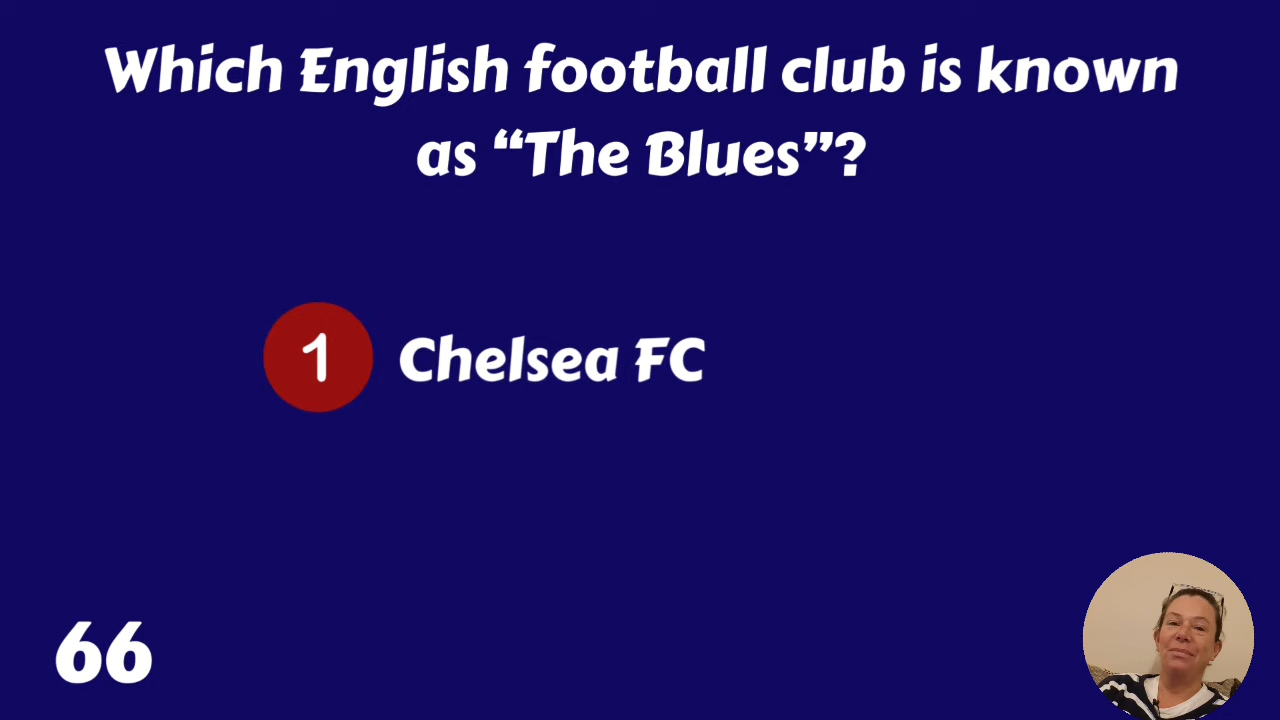 Which English football club is known
as “The Blues”?
1 Chelsea FC
66